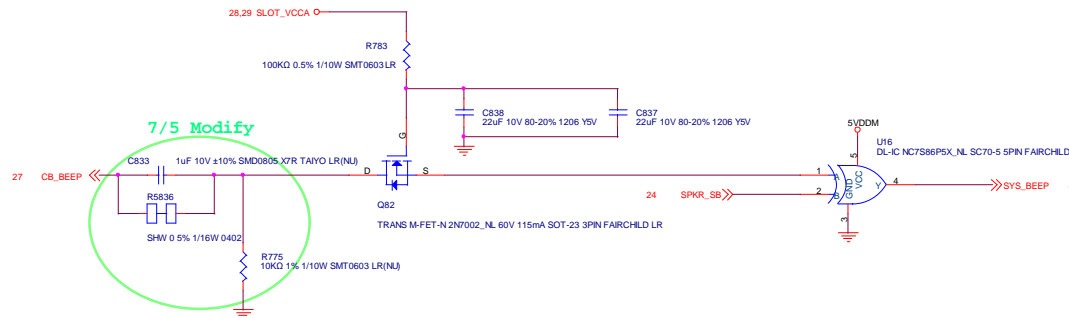 28,29 SLOT_VCCA
R783
100KΩ 0.5% 1/10W SMT0603 LR
C838
22uF 10V 80-20% 1206 Y5V
C837
22uF 10V 80-20% 1206 Y5V
7/5 Modify
G
5VDDM
U16
DL-IC NC7S86P5X_NL SC70-5 5PIN FAIRCHILD
C833
1uF 10V ±10% SMD0805 X7R TAIYO LR(NU)
5
VCC
27 CB_BEEP
D
S
1
A
Y
4
SYS_BEEP
R5836
24 SPKR_SB
2
B
GND
3
Q82
TRANS M-FET-N 2N7002_NL 60V 115mA SOT-23 3PIN FAIRCHILD LR
SHW 0 5% 1/16W 0402
R775
10KΩ 1% 1/10W SMT0603 LR(NU)